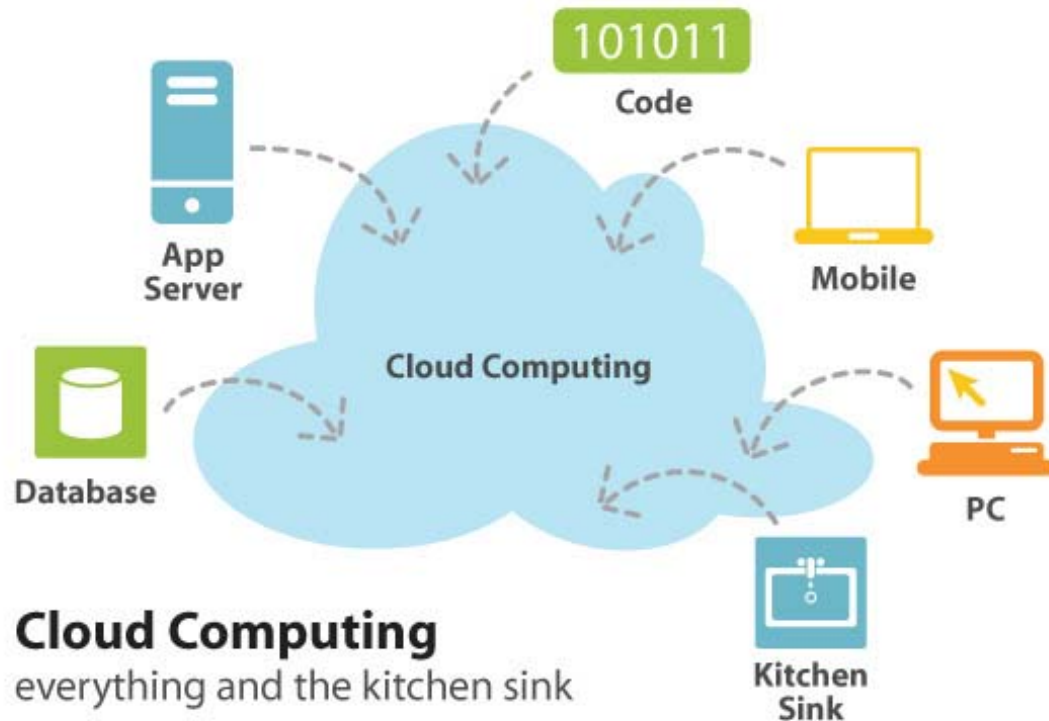 101011
Code
App
Server
Mobile
Cloud Computing
Database
PC
Kitchen
Sink
Cloud Computing
everything and the kitchen sink